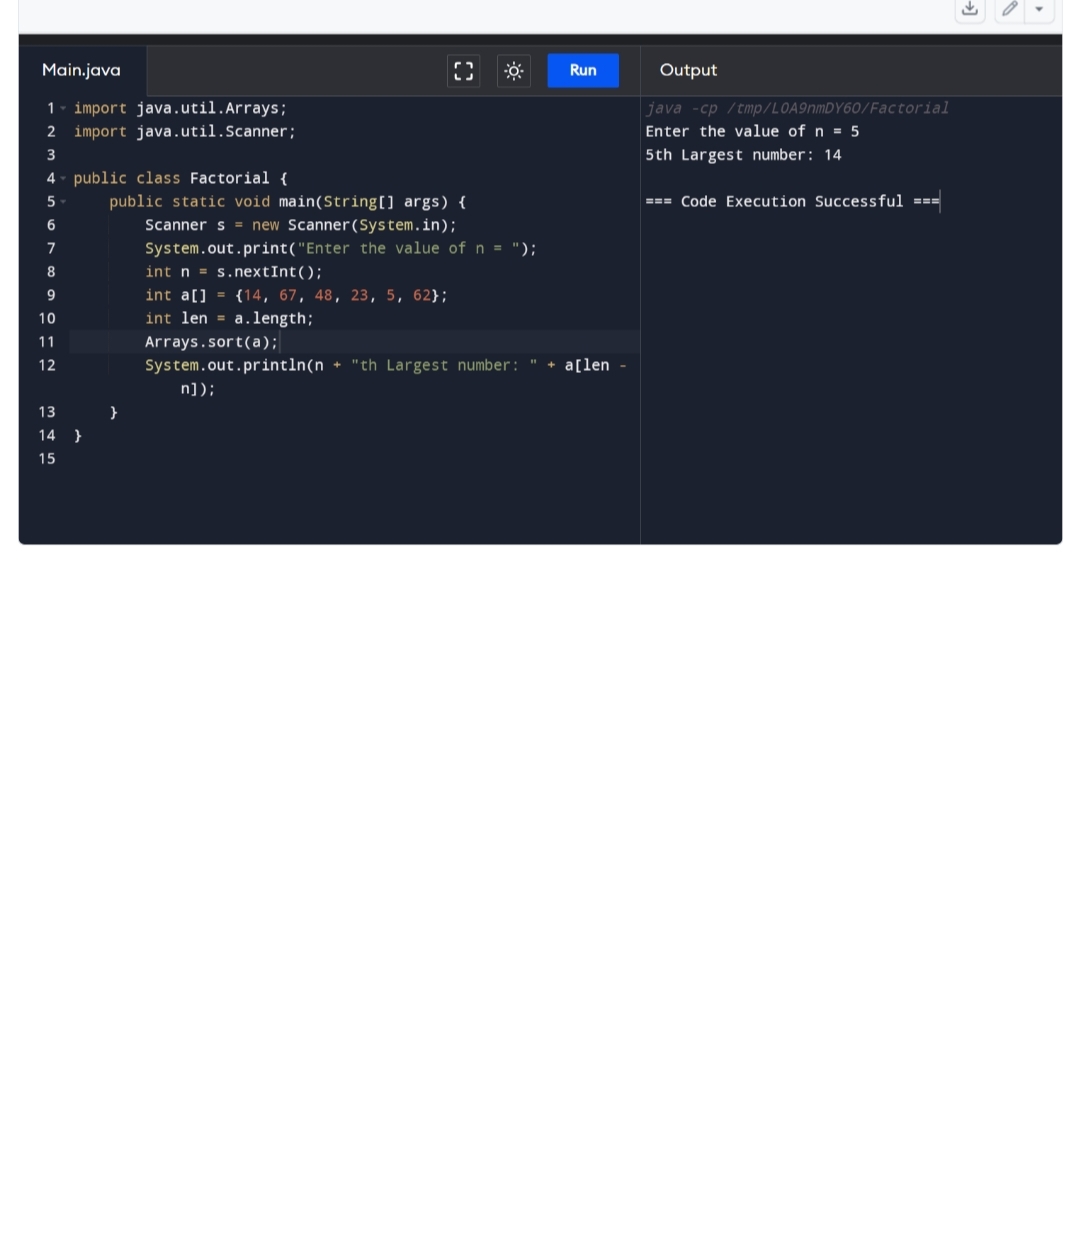 Main.java
Run
Output
1 import java.util.Arrays;
2 import java.util.Scanner;
3
4 public class Factorial {
5 public static void main(String[] args) {
6 Scanner s = new Scanner(System.in);
7 System.out.print("Enter the value of n = ");
8 int n = s.nextInt();
9 int a[] = {14, 67, 48, 23, 5, 62};
10 int len = a.length;
11 Arrays.sort(a);
12 System.out.println(n + "th Largest number: " + a[len -
n]);
13 }
14 }
15
java -cp /tmp/LOA9nmDY6O/Factorial
Enter the value of n = 5
5th Largest number: 14
=== Code Execution Successful ===